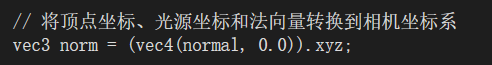 // 将顶点坐标、光源坐标和法向量转换到相机坐标系
vec3 norm = (vec4(normal, 0.0)).xyz;